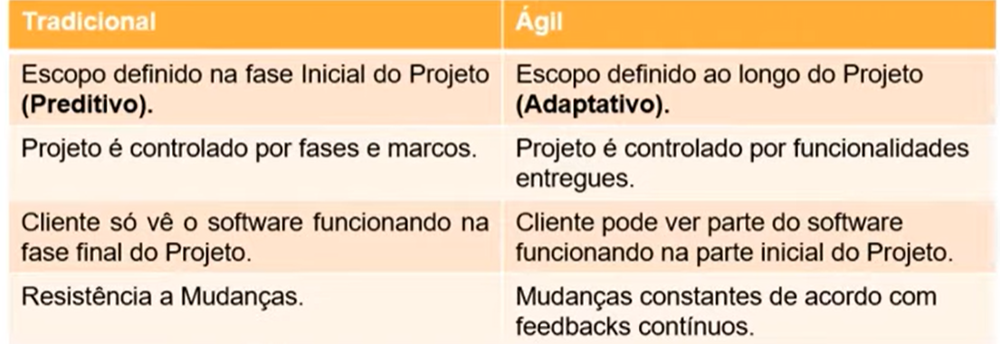 Tradicional
Ágil
Escopo definido na fase Inicial do Projeto
(Preditivo).
Escopo definido ao longo do Projeto
(Adaptativo).
Projeto é controlado por fases e marcos.
Projeto é controlado por funcionalidades
entregues.
Cliente só vê o software funcionando na
fase final do Projeto.
Cliente pode ver parte do software
funcionando na parte inicial do Projeto.
Resistência a Mudanças.
Mudanças constantes de acordo com
feedbacks contínuos.